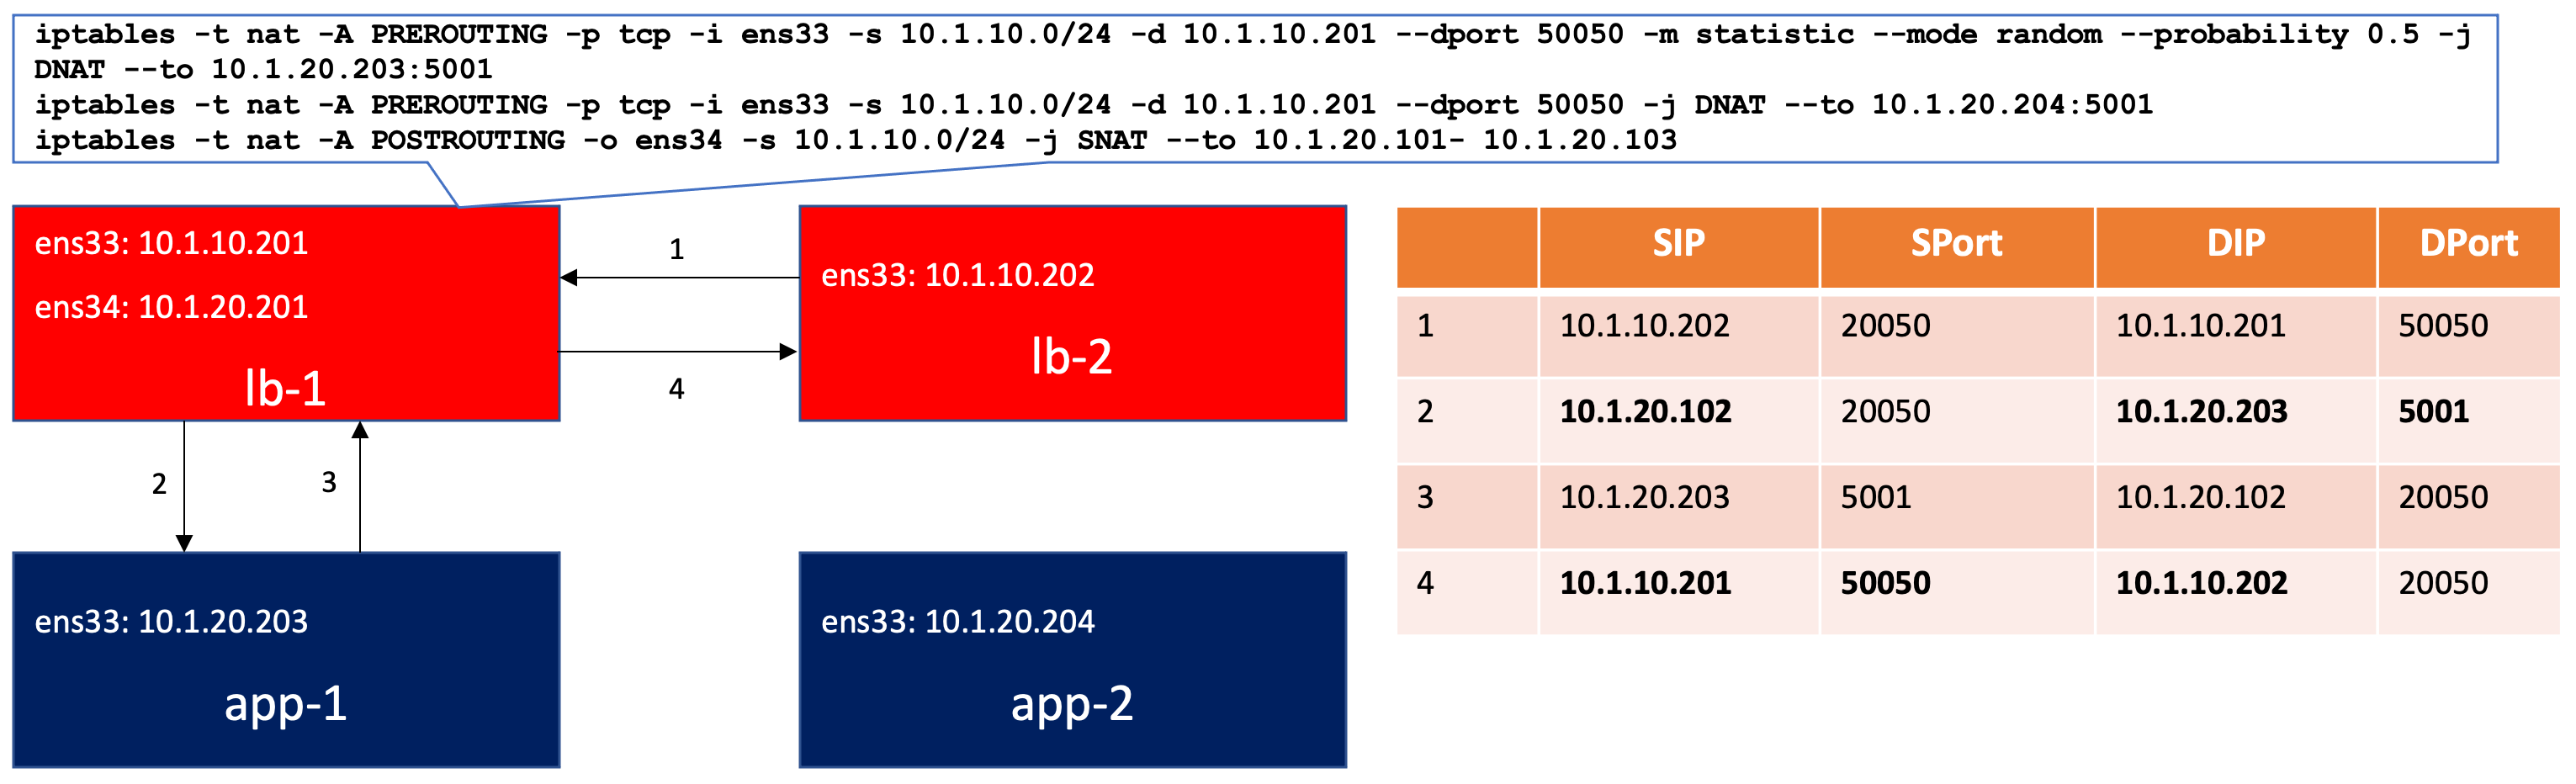 iptables -t nat -A PREROUTING -p tcp -i ens33 -s 10.1.10.0/24 -d 10.1.10.201 --dport 50050 -m statistic --mode random --probability 0.5 -j
DNAT --to 10.1.20.203:5001
iptables -t nat -A PREROUTING -p tcp -i ens33 -s 10.1.10.0/24 -d 10.1.10.201 --dport 50050 -j DNAT --to 10.1.20.204:5001
iptables -t nat -A POSTROUTING -o ens34 -s 10.1.10.0/24 -j SNAT --to 10.1.20.101- 10.1.20.103
ens33: 10.1.10.201
ens34: 10.1.20.201
lb-1
1
4
ens33: 10.1.10.202
lb-2
2
3
ens33: 10.1.20.203
app-1
ens33: 10.1.20.204
app-2
SIP SPort DIP DPort
1 10.1.10.202 20050 10.1.10.201 50050
2 10.1.20.102 20050 10.1.20.203 5001
3 10.1.20.203 5001 10.1.20.102 20050
4 10.1.10.201 50050 10.1.10.202 20050